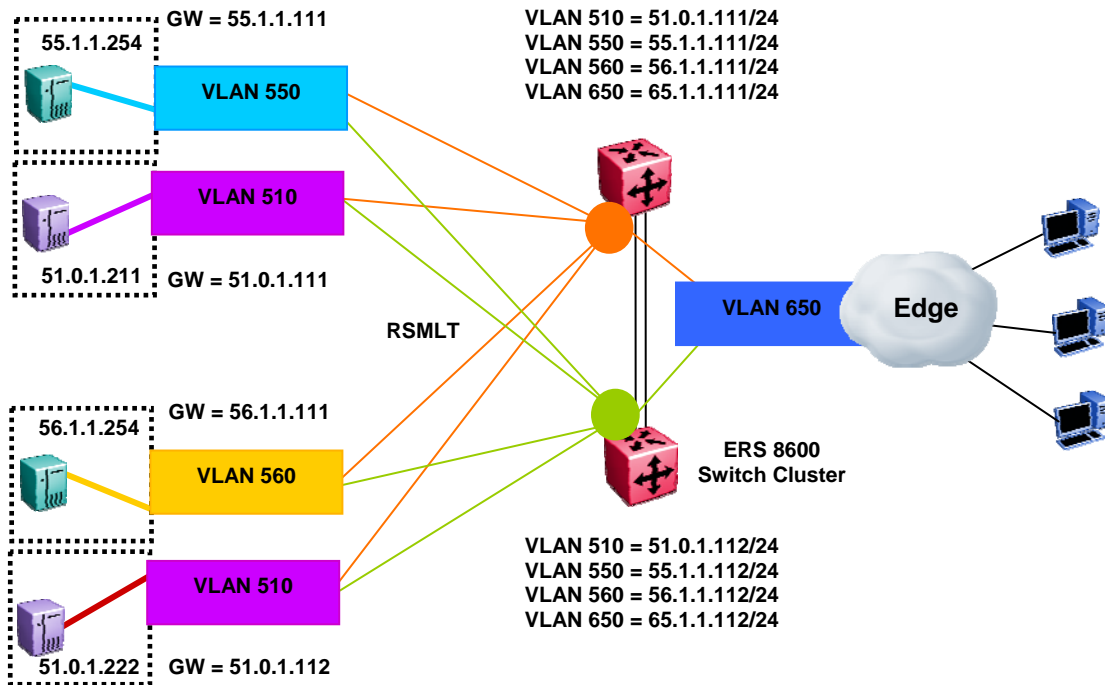 GW = 55.1.1.111
55.1.1.254
VLAN 550
VLAN 510
51.0.1.211
GW = 51.0.1.111
VLAN 510 = 51.0.1.111/24
VLAN 550 = 55.1.1.111/24
VLAN 560 = 56.1.1.111/24
VLAN 650 = 65.1.1.111/24
RSMLT
VLAN 650
Edge
GW = 56.1.1.111
56.1.1.254
VLAN 560
VLAN 510
51.0.1.222
GW = 51.0.1.112
ERS 8600
Switch Cluster
VLAN 510 = 51.0.1.112/24
VLAN 550 = 55.1.1.112/24
VLAN 560 = 56.1.1.112/24
VLAN 650 = 65.1.1.112/24